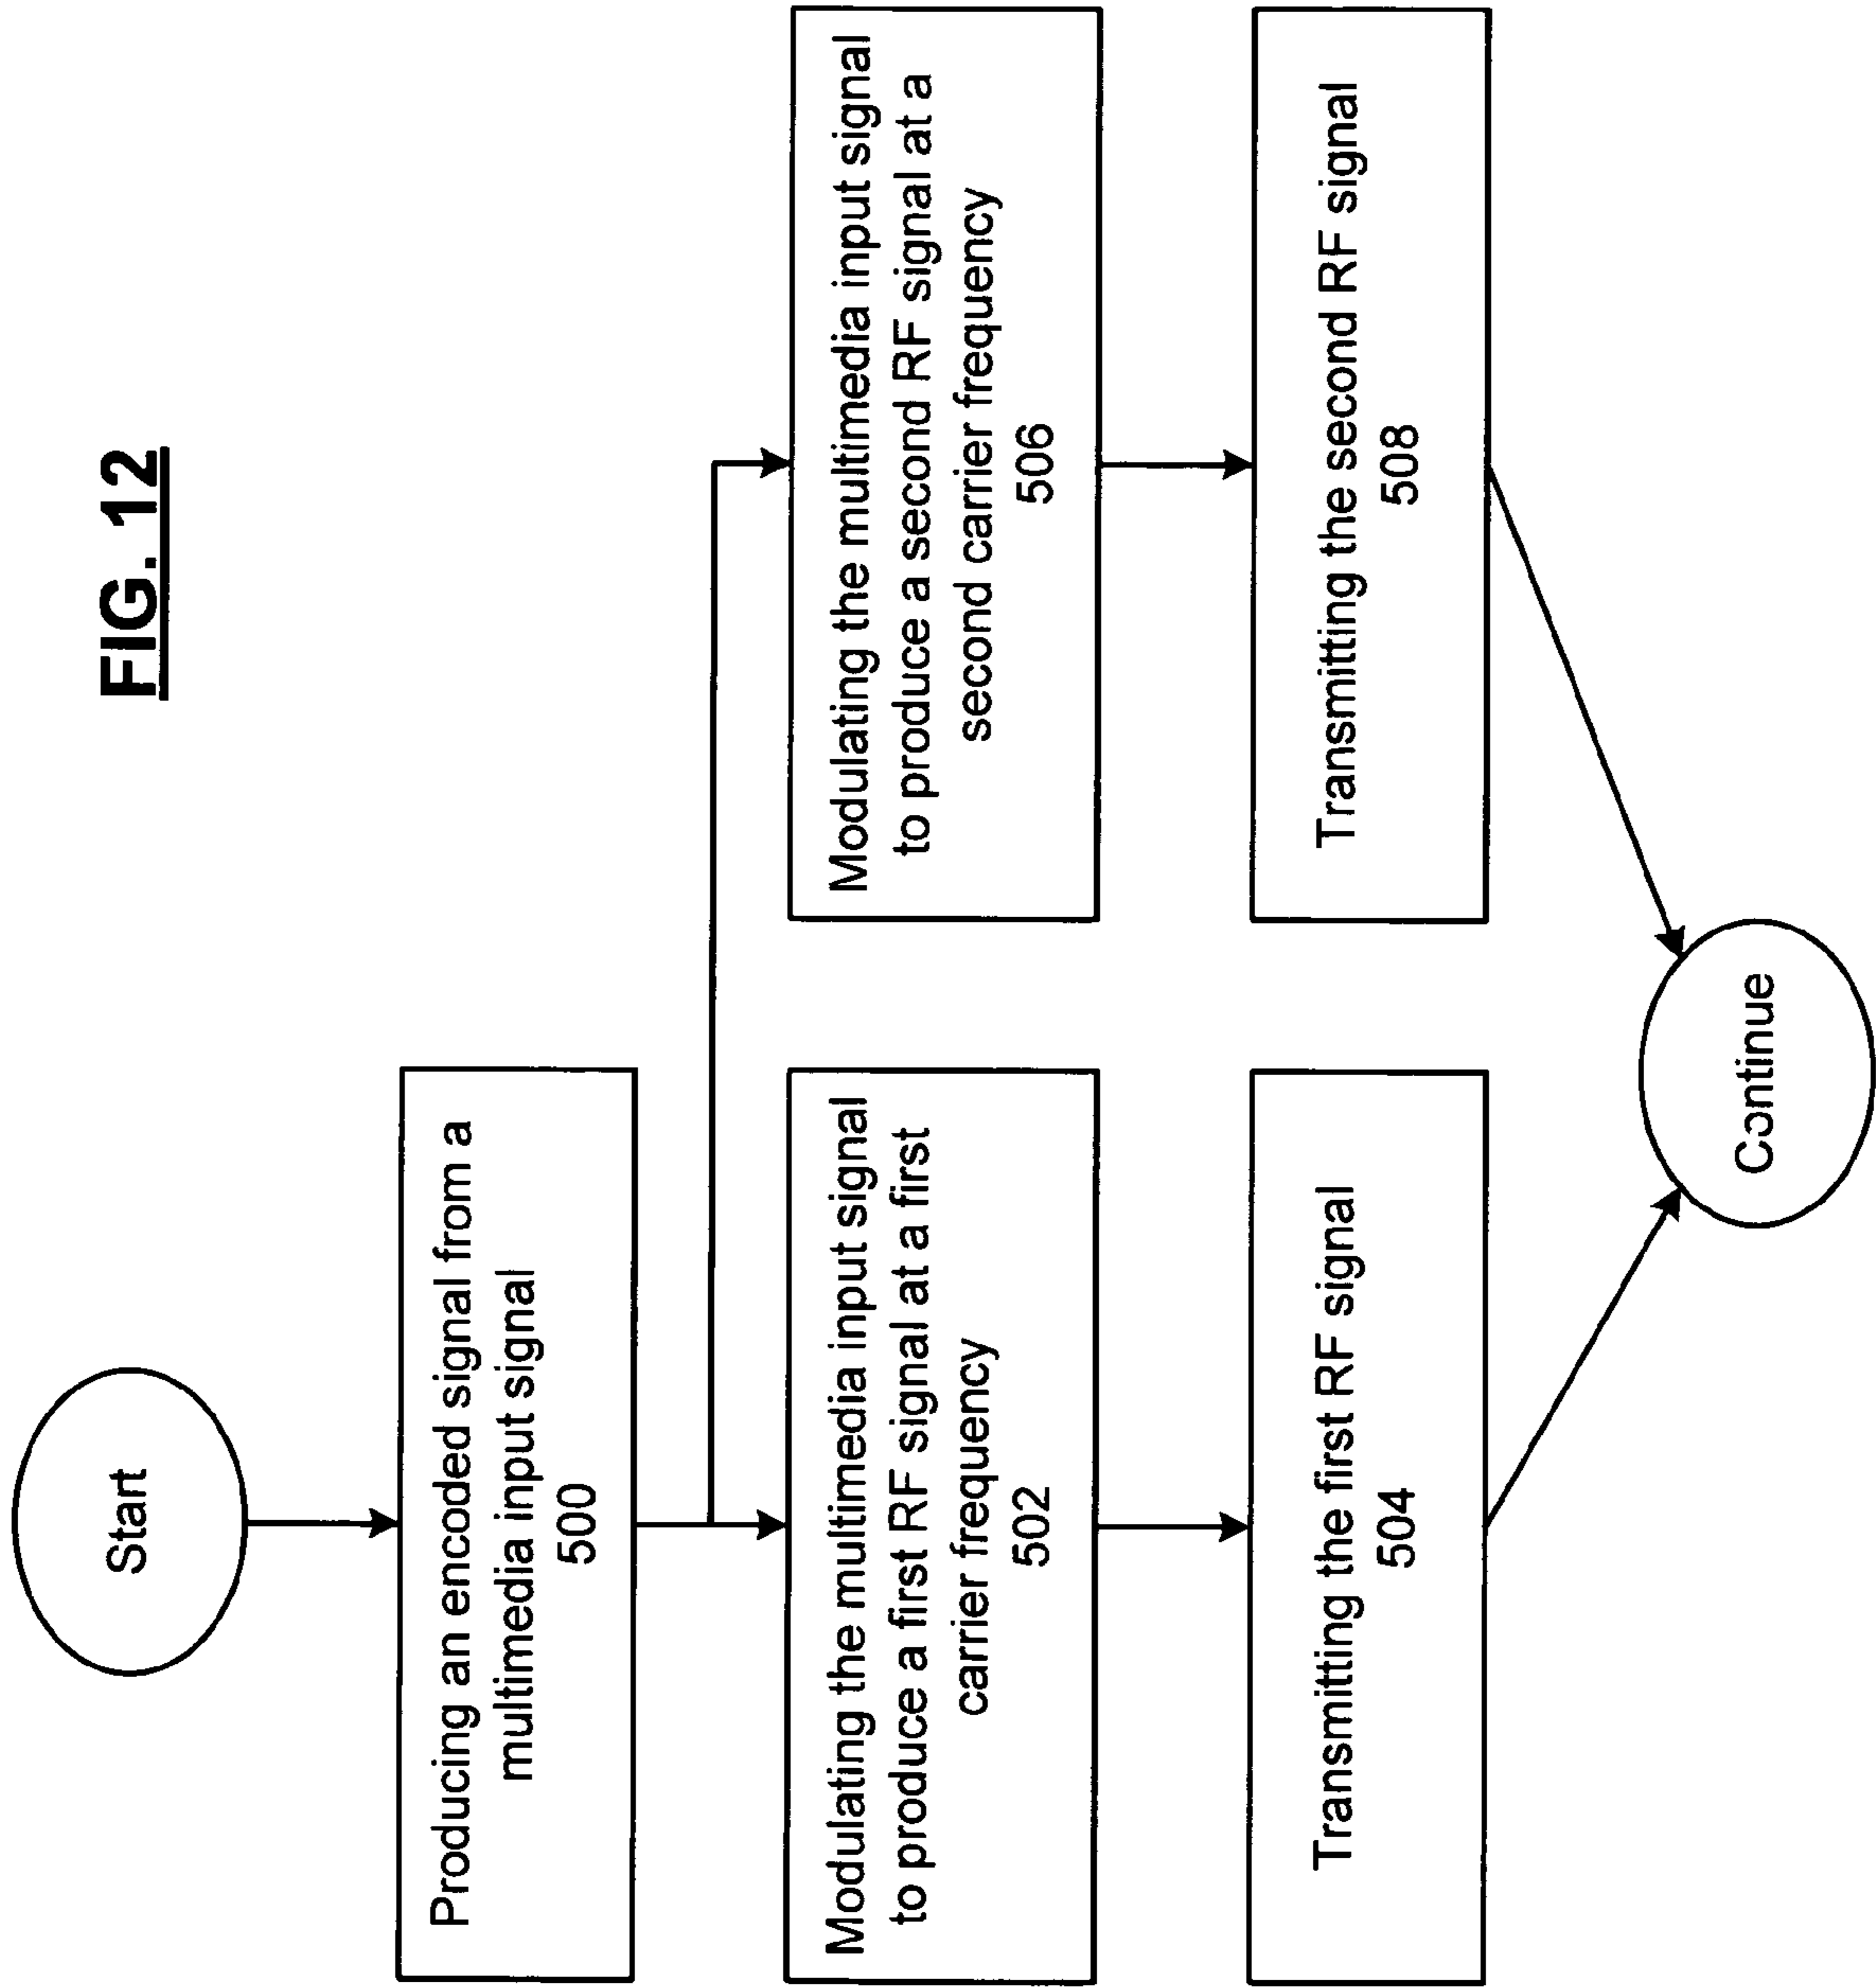 FIG. 12
Start
Producing an encoded signal from a
multimedia input signal
500
Modulating the multimedia input signal
to produce a first RF signal at a first
carrier frequency
502
Transmitting the first RF signal
504
Modulating the multimedia input signal
to produce a second RF signal at a
second carrier frequency
506
Transmitting the second RF signal
508
Continue